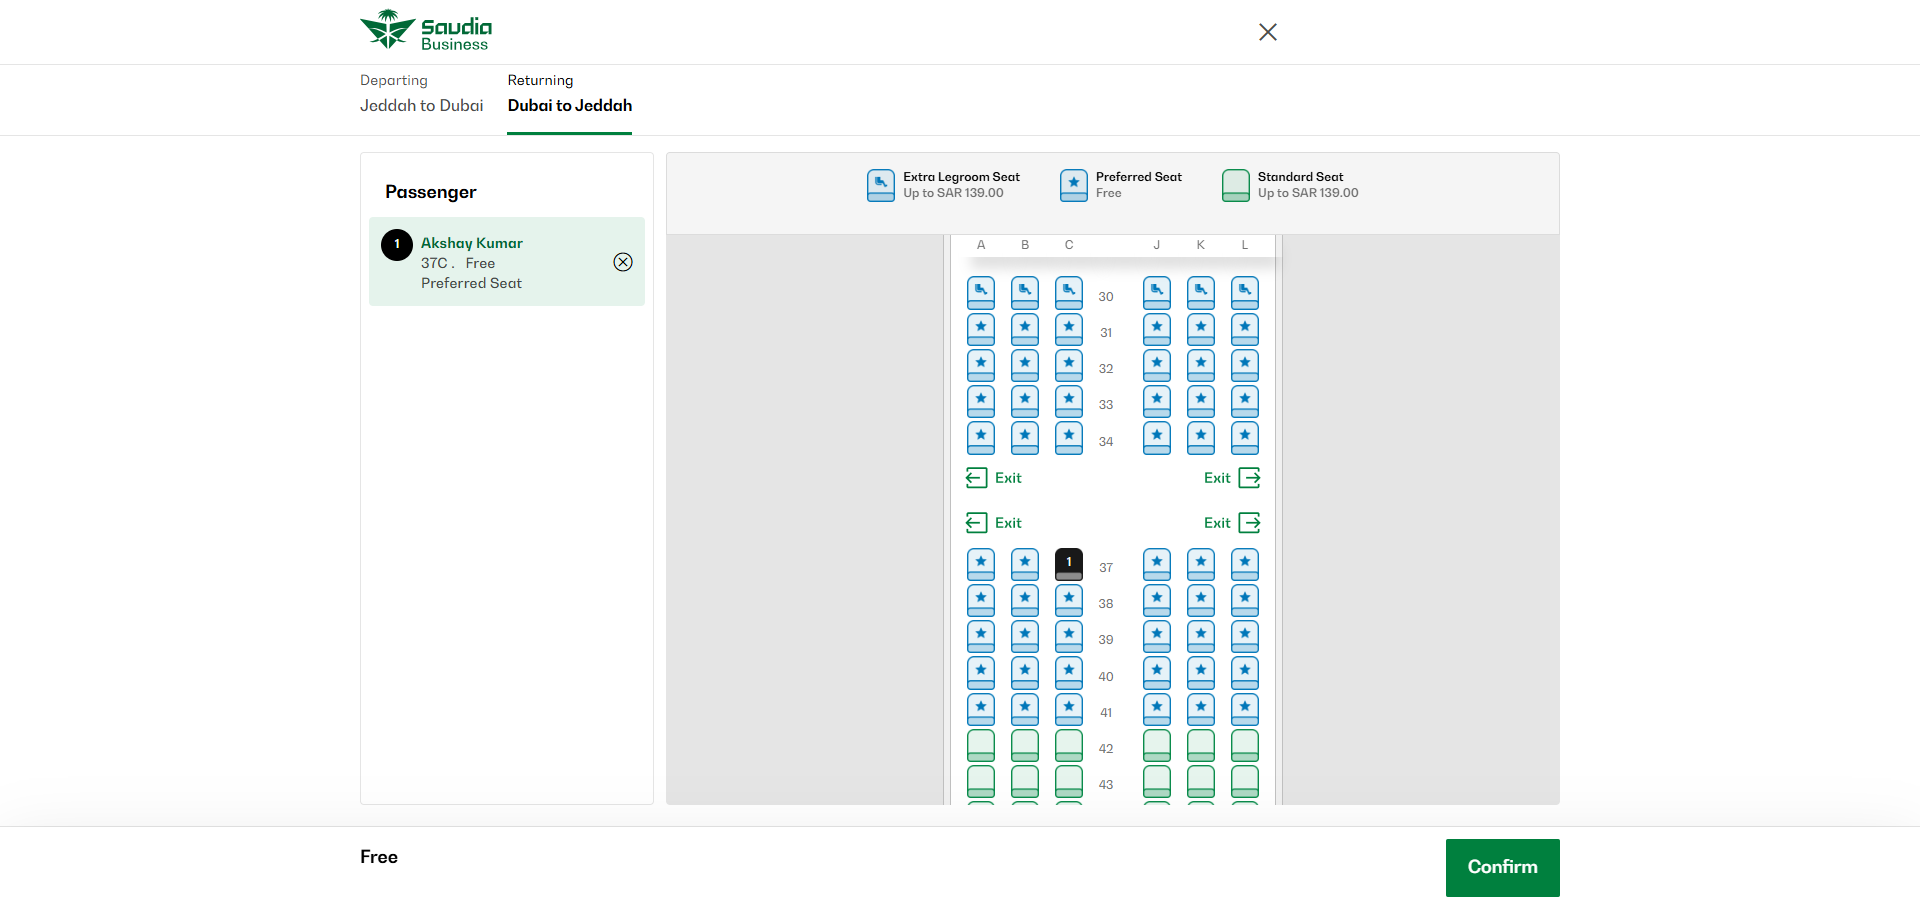 Saudia
Business
Departing
Jeddah to Dubai
Returning
Dubai to Jeddah
Passenger
1
Akshay Kumar
37C . Free
Preferred Seat
Extra Legroom Seat
Up to SAR 139.00
Preferred Seat
Free
Standard Seat
Up to SAR 139.00
A B C J K L
30
31
32
33
34
Exit Exit
Exit Exit
1 37
38
39
40
41
42
43
Free
Confirm